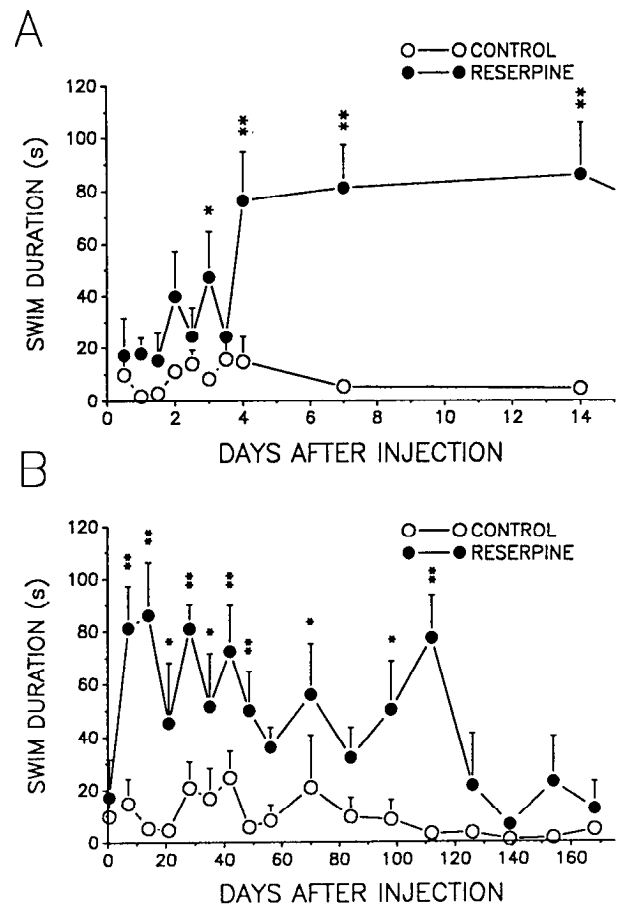 A
CONTROL
RESERPINE
120
100
80
60
40
20
0
SWIM DURATION (s)
* * * * * * *
0 2 4 6 8 10 12 14
DAYS AFTER INJECTION
B
CONTROL
RESERPINE
120
100
80
60
40
20
0
SWIM DURATION (s)
** ** * ** * ** ** * * **
0 20 40 60 80 100 120 140 160
DAYS AFTER INJECTION